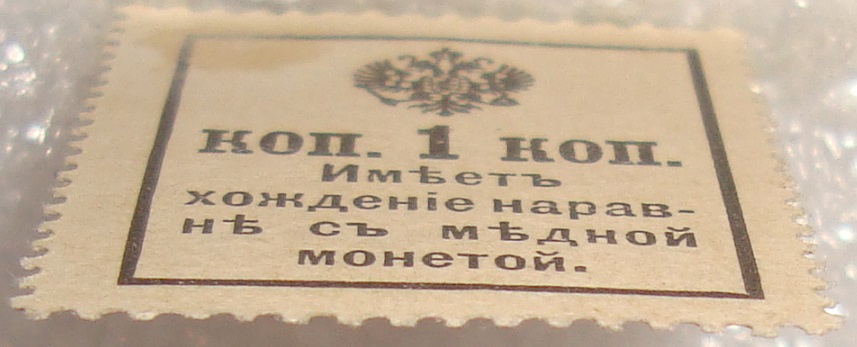 коп. 1 коп.
Имѣетъ
хожденіе нарав-
нѣ съ мѣдной
монетой.